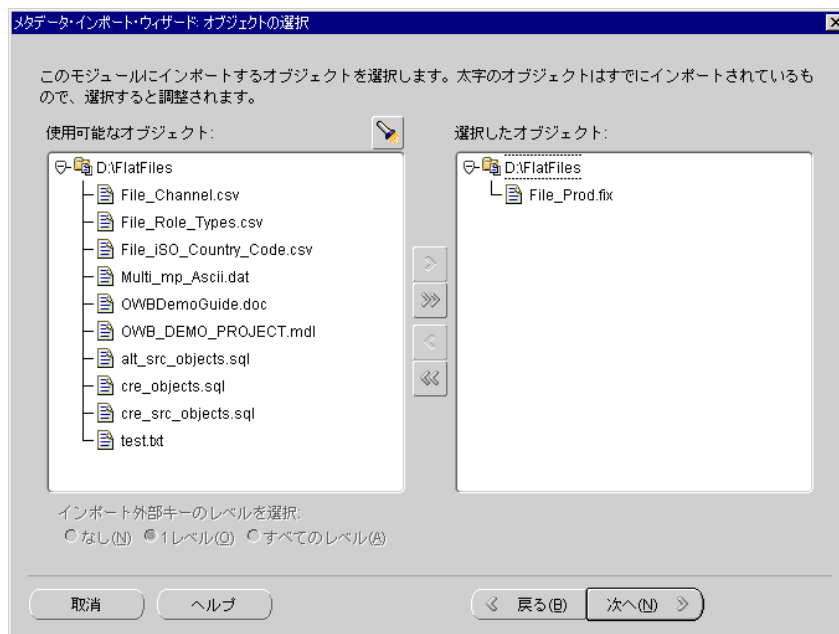 メタデータ・インポート・ウィザード: オブジェクトの選択
このモジュールにインポートするオブジェクトを選択します。太字のオブジェクトはすでにインポートされているも
ので、選択すると調整されます。
使用可能なオブジェクト:
D:\FlatFiles
File_Channel.csv
File_Role_Types.csv
File_iSO_Country_Code.csv
Multi_mp_Ascii.dat
OWBDemoGuide.doc
OWB_DEMO_PROJECT.mdl
alt_src_objects.sql
cre_objects.sql
cre_src_objects.sql
test.txt
選択したオブジェクト:
D:\FlatFiles
File_Prod.fix
インポート外部キーのレベルを選択:
なし(N) 1レベル(O) すべてのレベル(A)
取消 ヘルプ 戻る(B) 次へ(N)